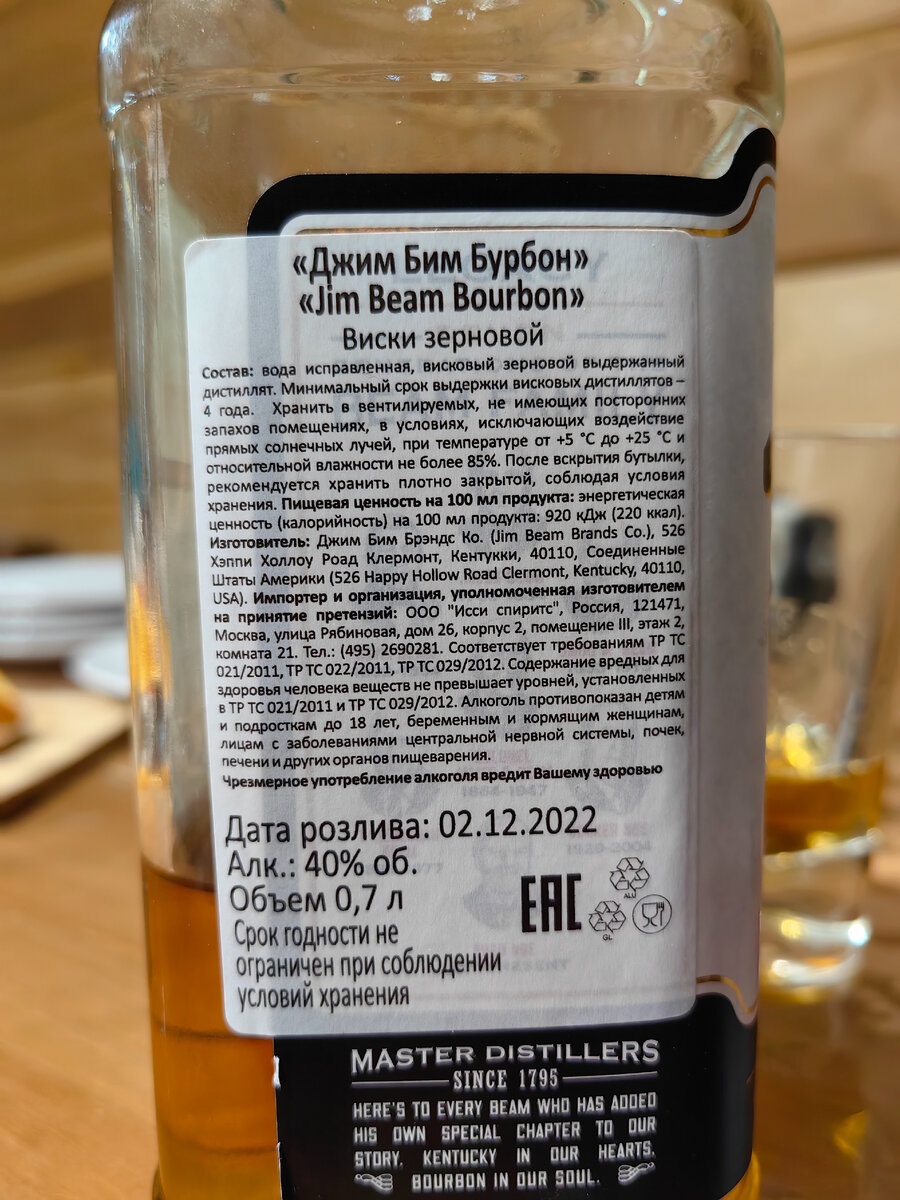 «Джим Бим Бурбон»
«Jim Beam Bourbon»
Виски зерновой
Состав: вода исправленная, висковый зерновой выдержанный
дистиллят. Минимальный срок выдержки висковых дистиллятов –
4 года. Хранить в вентилируемых, не имеющих посторонних
запахов помещениях, в условиях, исключающих воздействие
прямых солнечных лучей, при температуре от +5 °С до +25 °С и
относительной влажности не более 85%. После вскрытия бутылки,
рекомендуется хранить плотно закрытой, соблюдая условия
хранения. Пищевая ценность на 100 мл продукта: энергетическая
ценность (калорийность) на 100 мл продукта: 920 кДж (220 ккал).
Изготовитель: Джим Бим Брэндс Ко. (Jim Beam Brands Co.), 526
Хэппи Холлоу Роад Клермонт, Кентукки, 40110, Соединенные
Штаты Америки (526 Happy Hollow Road Clermont, Kentucky, 40110,
USA). Импортер и организация, уполномоченная изготовителем
на принятие претензий: ООО "Исси спиритс", Россия, 121471,
Москва, улица Рябиновая, дом 26, корпус 2, помещение III, этаж 2,
комната 21. Тел.: (495) 2690281. Соответствует требованиям ТР ТС
021/2011, ТР ТС 022/2011, ТР ТС 029/2012. Содержание вредных для
здоровья человека веществ не превышает уровней, установленных
в ТР ТС 021/2011 и ТР ТС 029/2012. Алкоголь противопоказан детям
и подросткам до 18 лет, беременным и кормящим женщинам,
лицам с заболеваниями центральной нервной системы, почек,
печени и других органов пищеварения.
Чрезмерное употребление алкоголя вредит Вашему здоровью
Дата розлива: 02.12.2022
Алк.: 40% об.
Объем 0,7 л
Срок годности не
ограничен при соблюдении
условий хранения
EAC
ALU
GL
MASTER DISTILLERS
SINCE 1795
HERE'S TO EVERY BEAM WHO HAS ADDED
HIS OWN SPECIAL CHAPTER TO OUR
STORY. KENTUCKY IN OUR HEARTS.
BOURBON IN OUR SOUL.